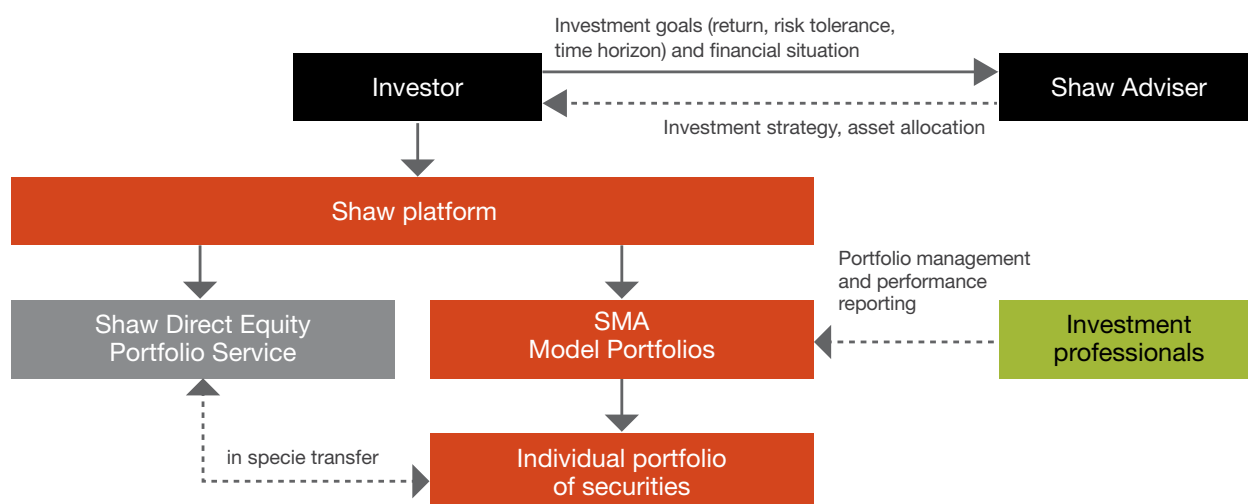 Investment goals (return, risk tolerance,
time horizon) and financial situation
Investor
Shaw Adviser
Investment strategy, asset allocation
Shaw platform
Portfolio management
and performance
reporting
Shaw Direct Equity
Portfolio Service
SMA
Model Portfolios
Investment
professionals
in specie transfer
Individual portfolio
of securities